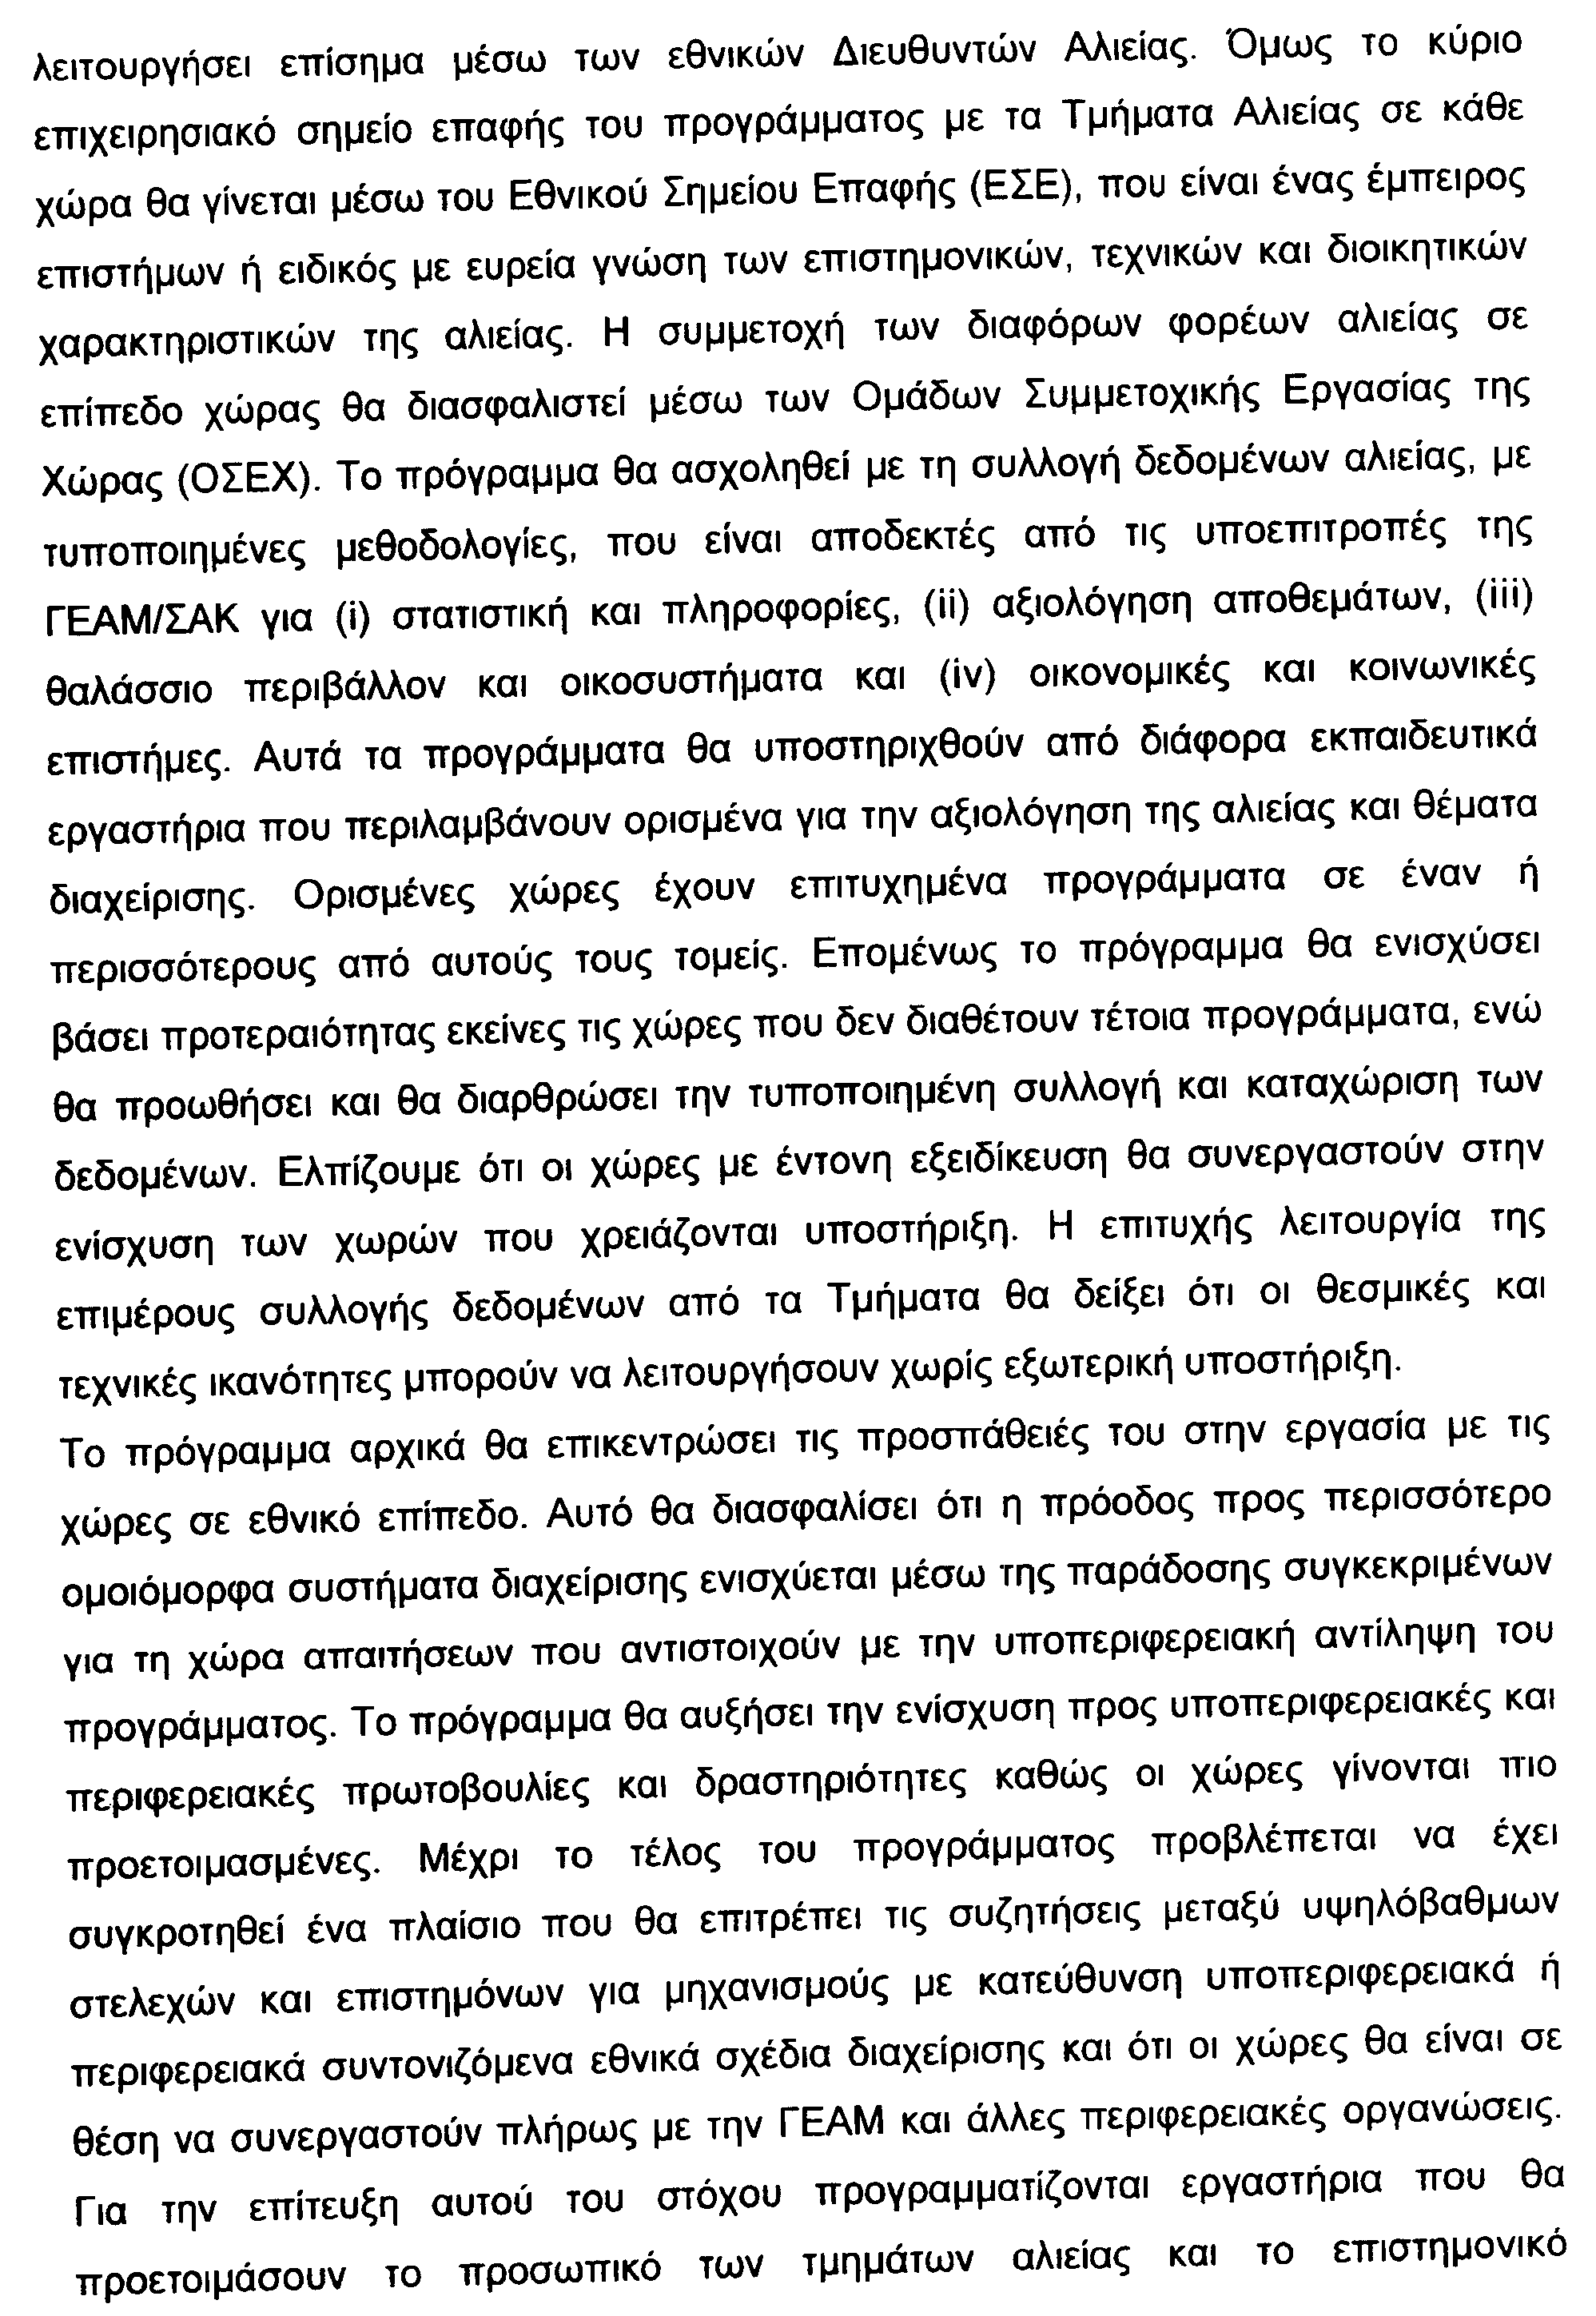 λειτουργήσει επίσημα μέσω των εθνικών Διευθυντών Αλιείας. Όμως το κύριο
επιχειρησιακό σημείο επαφής του προγράμματος με τα Τμήματα Αλιείας σε κάθε
χώρα θα γίνεται μέσω του Εθνικού Σημείου Επαφής (ΕΣΕ), που είναι ένας έμπειρος
επιστήμων ή ειδικός με ευρεία γνώση των επιστημονικών, τεχνικών και διοικητικών
χαρακτηριστικών της αλιείας. Η συμμετοχή των διαφόρων φορέων αλιείας σε
επίπεδο χώρας θα διασφαλιστεί μέσω των Ομάδων Συμμετοχικής Εργασίας της
Χώρας (ΟΣΕΧ). Το πρόγραμμα θα ασχοληθεί με τη συλλογή δεδομένων αλιείας, με
τυποποιημένες μεθοδολογίες, που είναι αποδεκτές από τις υποεπιτροπές της
ΓΕΑΜ/ΣΑΚ για (i) στατιστική και πληροφορίες, (ii) αξιολόγηση αποθεμάτων, (iii)
θαλάσσιο περιβάλλον και οικοσυστήματα και (iv) οικονομικές και κοινωνικές
επιστήμες. Αυτά τα προγράμματα θα υποστηριχθούν από διάφορα εκπαιδευτικά
εργαστήρια που περιλαμβάνουν ορισμένα για την αξιολόγηση της αλιείας και θέματα
διαχείρισης. Ορισμένες χώρες έχουν επιτυχημένα προγράμματα σε έναν ή
περισσότερους από αυτούς τους τομείς. Επομένως το πρόγραμμα θα ενισχύσει
βάσει προτεραιότητας εκείνες τις χώρες που δεν διαθέτουν τέτοια προγράμματα, ενώ
θα προωθήσει και θα διαρθρώσει την τυποποιημένη συλλογή και καταχώριση των
δεδομένων. Ελπίζουμε ότι οι χώρες με έντονη εξειδίκευση θα συνεργαστούν στην
ενίσχυση των χωρών που χρειάζονται υποστήριξη. Η επιτυχής λειτουργία της
επιμέρους συλλογής δεδομένων από τα Τμήματα θα δείξει ότι οι θεσμικές και
τεχνικές ικανότητες μπορούν να λειτουργήσουν χωρίς εξωτερική υποστήριξη.
Το πρόγραμμα αρχικά θα επικεντρώσει τις προσπάθειές του στην εργασία με τις
χώρες σε εθνικό επίπεδο. Αυτό θα διασφαλίσει ότι η πρόοδος προς περισσότερο
ομοιόμορφα συστήματα διαχείρισης ενισχύεται μέσω της παράδοσης συγκεκριμένων
για τη χώρα απαιτήσεων που αντιστοιχούν με την υποπεριφερειακή αντίληψη του
προγράμματος. Το πρόγραμμα θα αυξήσει την ενίσχυση προς υποπεριφερειακές και
περιφερειακές πρωτοβουλίες και δραστηριότητες καθώς οι χώρες γίνονται πιο
προετοιμασμένες. Μέχρι το τέλος του προγράμματος προβλέπεται να έχει
συγκροτηθεί ένα πλαίσιο που θα επιτρέπει τις συζητήσεις μεταξύ υψηλόβαθμων
στελεχών και επιστημόνων για μηχανισμούς με κατεύθυνση υποπεριφερειακά ή
περιφερειακά συντονιζόμενα εθνικά σχέδια διαχείρισης και ότι οι χώρες θα είναι σε
θέση να συνεργαστούν πλήρως με την ΓΕΑΜ και άλλες περιφερειακές οργανώσεις.
Για την επίτευξη αυτού του στόχου προγραμματίζονται εργαστήρια που θα
προετοιμάσουν το προσωπικό των τμημάτων αλιείας και το επιστημονικό